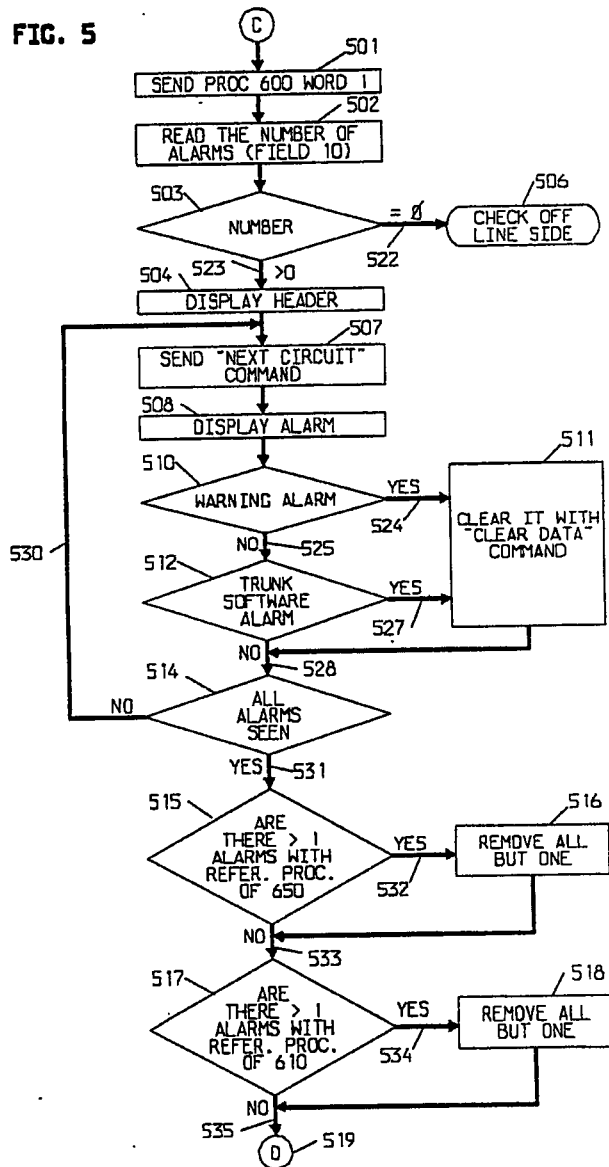 FIG. 5
C
501
SEND PROC 600 WORD 1
502
READ THE NUMBER OF
ALARMS (FIELD 10)
503
NUMBER
= Ø
522
506
CHECK OFF
LINE SIDE
523
>0
504
DISPLAY HEADER
507
SEND "NEXT CIRCUIT"
COMMAND
508
DISPLAY ALARM
510
WARNING ALARM
YES
524
511
CLEAR IT WITH
"CLEAR DATA"
COMMAND
NO
525
530
512
TRUNK
SOFTWARE
ALARM
YES
527
NO
528
514
NO
ALL
ALARMS
SEEN
YES
531
515
ARE
THERE > 1
ALARMS WITH
REFER. PROC.
OF 650
YES
532
516
REMOVE ALL
BUT ONE
NO
533
517
ARE
THERE > 1
ALARMS WITH
REFER. PROC.
OF 610
YES
534
518
REMOVE ALL
BUT ONE
NO
535
D
519